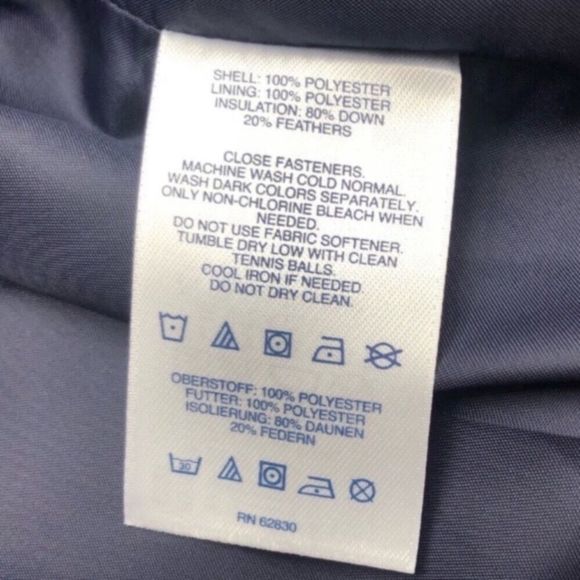 SHELL: 100% POLYESTER
LINING: 100% POLYESTER
INSULATION: 80% DOWN
20% FEATHERS
CLOSE FASTENERS.
MACHINE WASH COLD NORMAL.
WASH DARK COLORS SEPARATELY.
ONLY NON-CHLORINE BLEACH WHEN
NEEDED.
DO NOT USE FABRIC SOFTENER.
TUMBLE DRY LOW WITH CLEAN
TENNIS BALLS.
COOL IRON IF NEEDED.
DO NOT DRY CLEAN.
OBERSTOFF: 100% POLYESTER
FUTTER: 100% POLYESTER
ISOLIERUNG: 80% DAUNEN
20% FEDERN
30
RN 62830